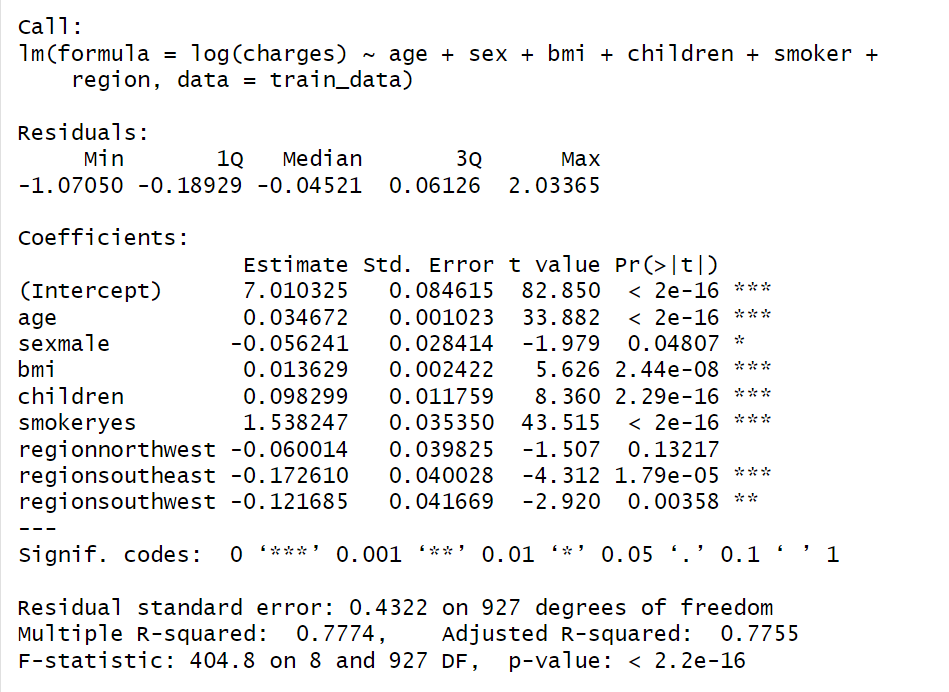 Call:
lm(formula = log(charges) ~ age + sex + bmi + children + smoker +
    region, data = train_data)

Residuals:
     Min       1Q   Median       3Q      Max
-1.07050 -0.18929 -0.04521  0.06126  2.03365

Coefficients:
                 Estimate Std. Error t value Pr(>|t|)
(Intercept)      7.010325   0.084615  82.850  < 2e-16 ***
age              0.034672   0.001023  33.882  < 2e-16 ***
sexmale         -0.056241   0.028414  -1.979  0.04807 *
bmi              0.013629   0.002422   5.626 2.44e-08 ***
children         0.098299   0.011759   8.360 2.29e-16 ***
smokeryes        1.538247   0.035350  43.515  < 2e-16 ***
regionnorthwest -0.060014   0.039825  -1.507  0.13217
regionsoutheast -0.172610   0.040028  -4.312 1.79e-05 ***
regionsouthwest -0.121685   0.041669  -2.920  0.00358 **
---
Signif. codes:  0 ‘***’ 0.001 ‘**’ 0.01 ‘*’ 0.05 ‘.’ 0.1 ‘ ’ 1

Residual standard error: 0.4322 on 927 degrees of freedom
Multiple R-squared:  0.7774,	Adjusted R-squared:  0.7755
F-statistic: 404.8 on 8 and 927 DF,  p-value: < 2.2e-16